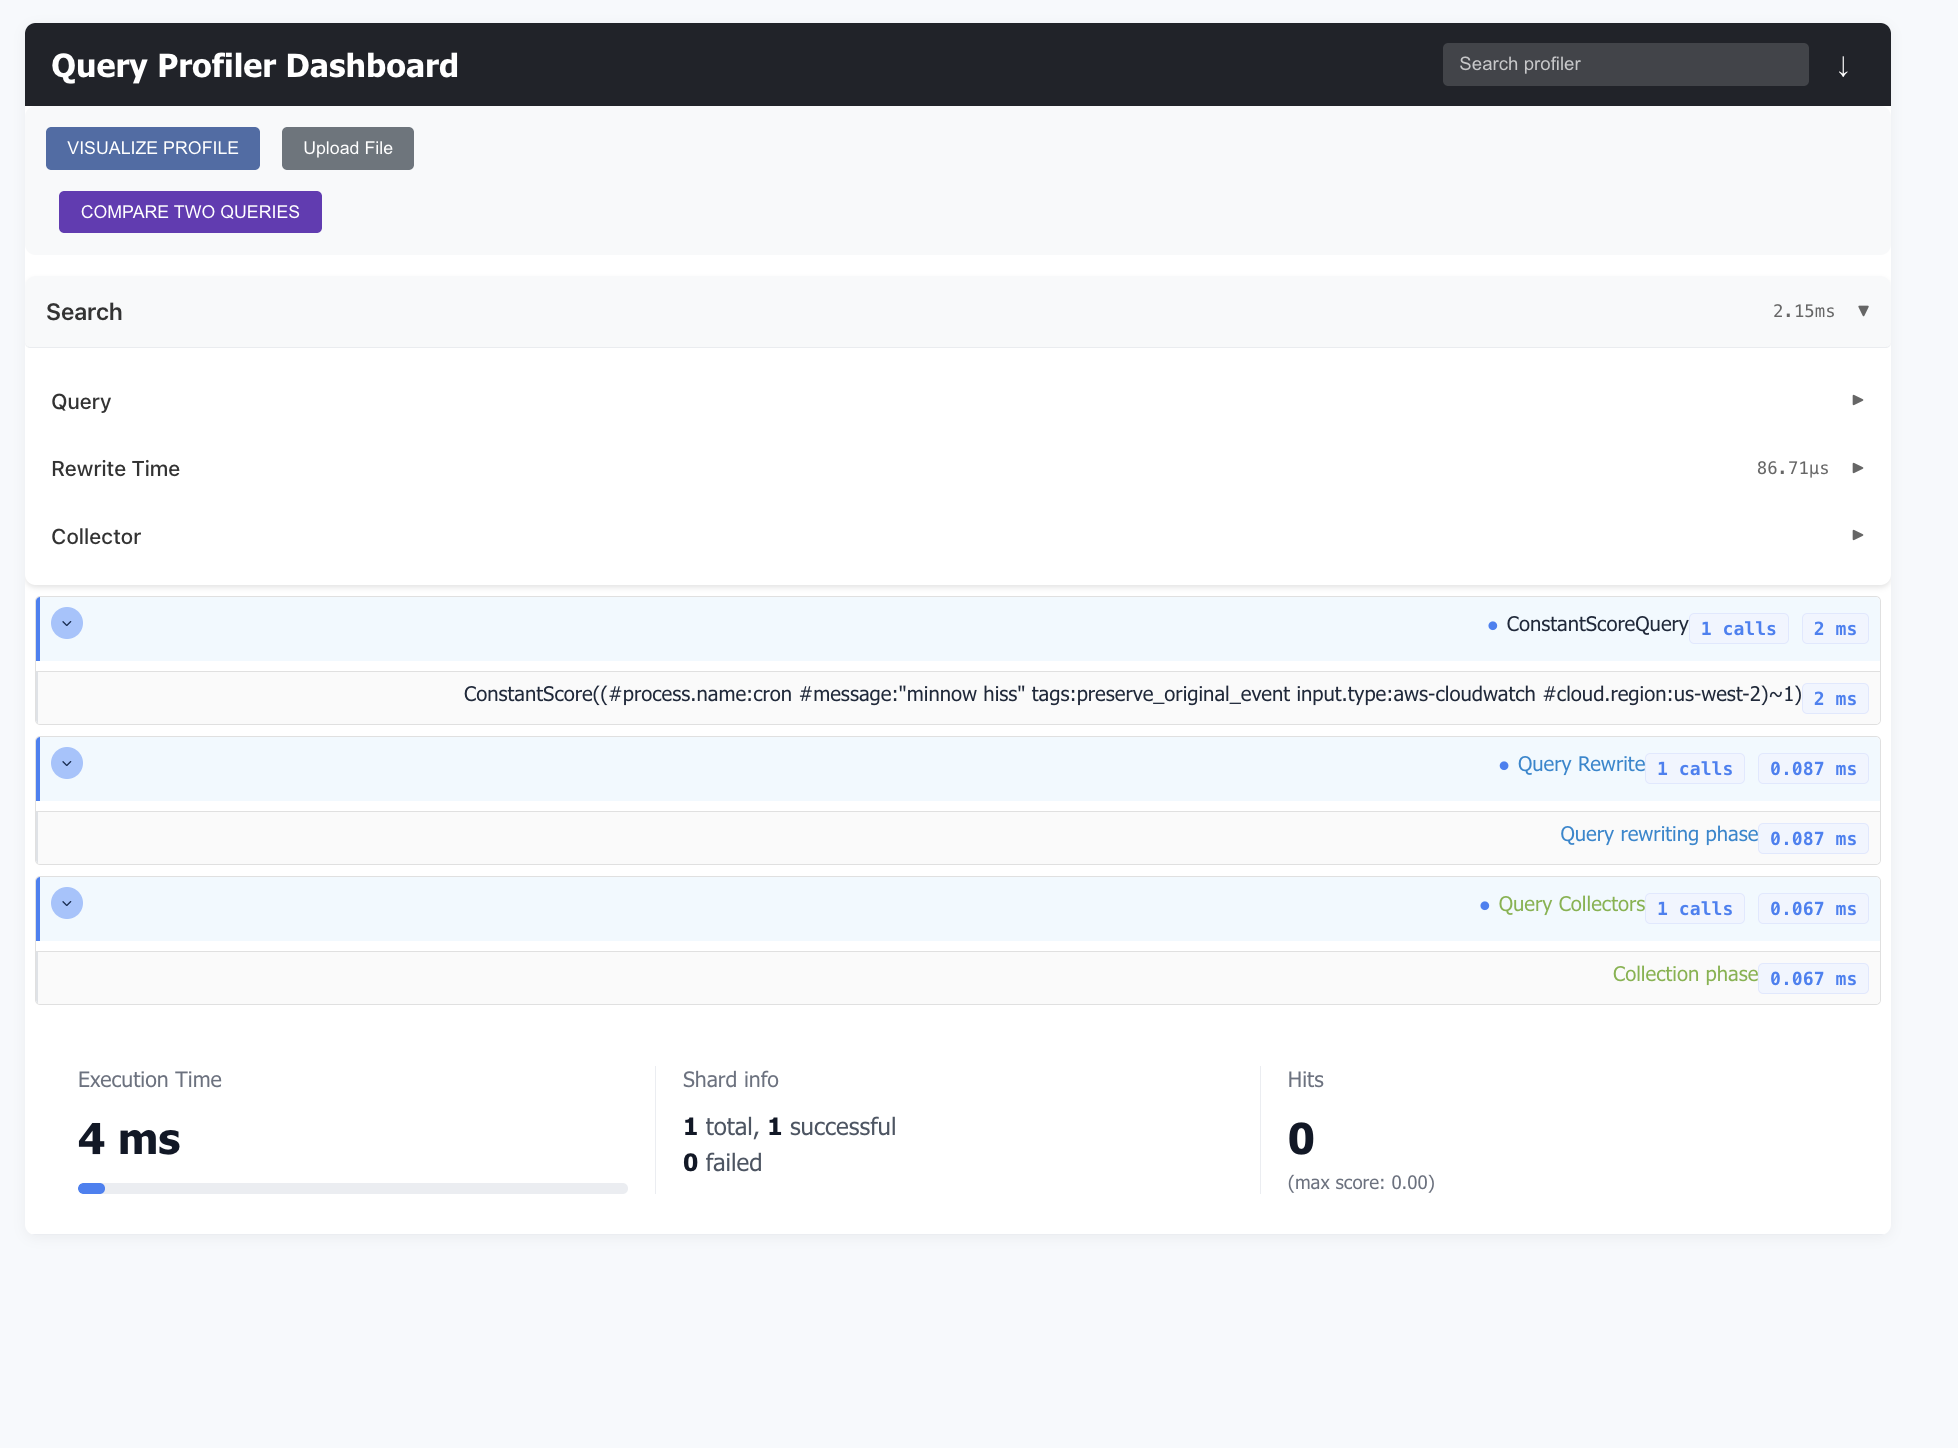 Query Profiler Dashboard
Search profiler ↓
VISUALIZE PROFILE Upload File
COMPARE TWO QUERIES
Search 2.15ms ▼
Query ▶
Rewrite Time 86.71µs ▶
Collector ▶
● ConstantScoreQuery 1 calls 2 ms
ConstantScore((#process.name:cron #message:"minnow hiss" tags:preserve_original_event input.type:aws-cloudwatch #cloud.region:us-west-2)~1) 2 ms
● Query Rewrite 1 calls 0.087 ms
Query rewriting phase 0.087 ms
● Query Collectors 1 calls 0.067 ms
Collection phase 0.067 ms
Execution Time
4 ms
Shard info
1 total, 1 successful
0 failed
Hits
0
(max score: 0.00)